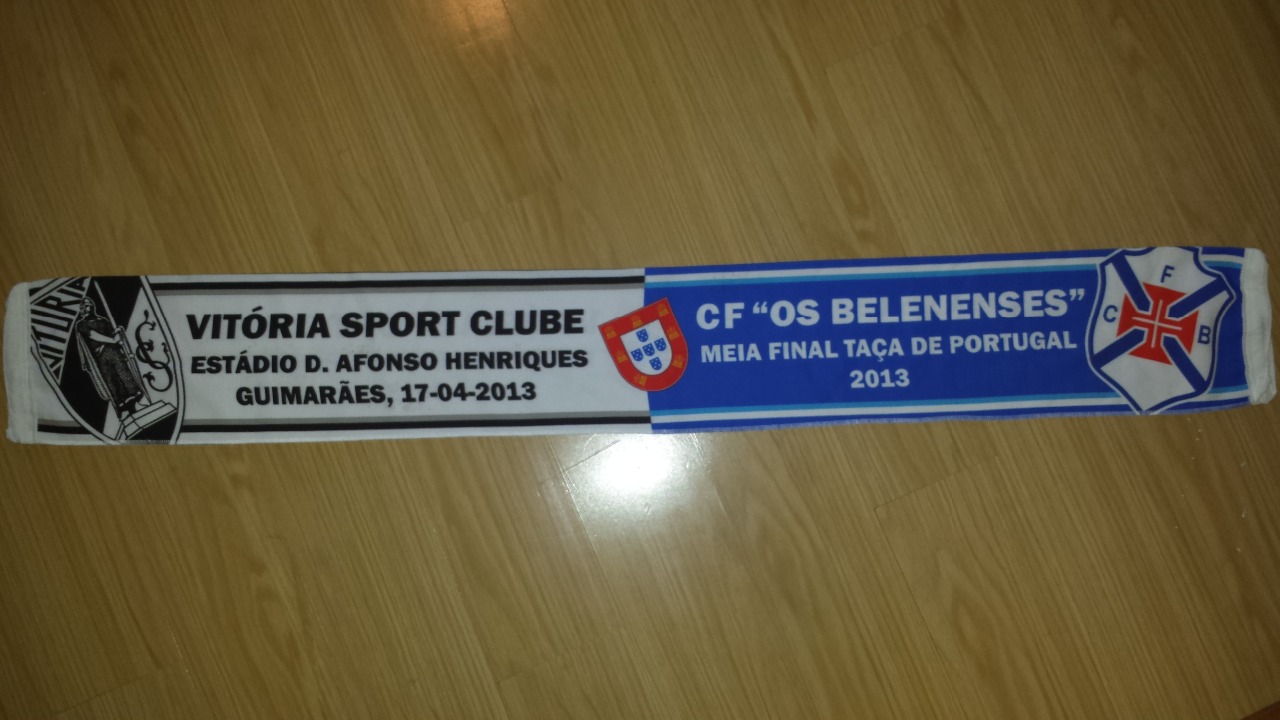 VITÓRIA
VITÓRIA SPORT CLUBE
ESTÁDIO D. AFONSO HENRIQUES
GUIMARÃES, 17-04-2013
CF “OS BELENENSES”
MEIA FINAL TAÇA DE PORTUGAL
2013
C F B